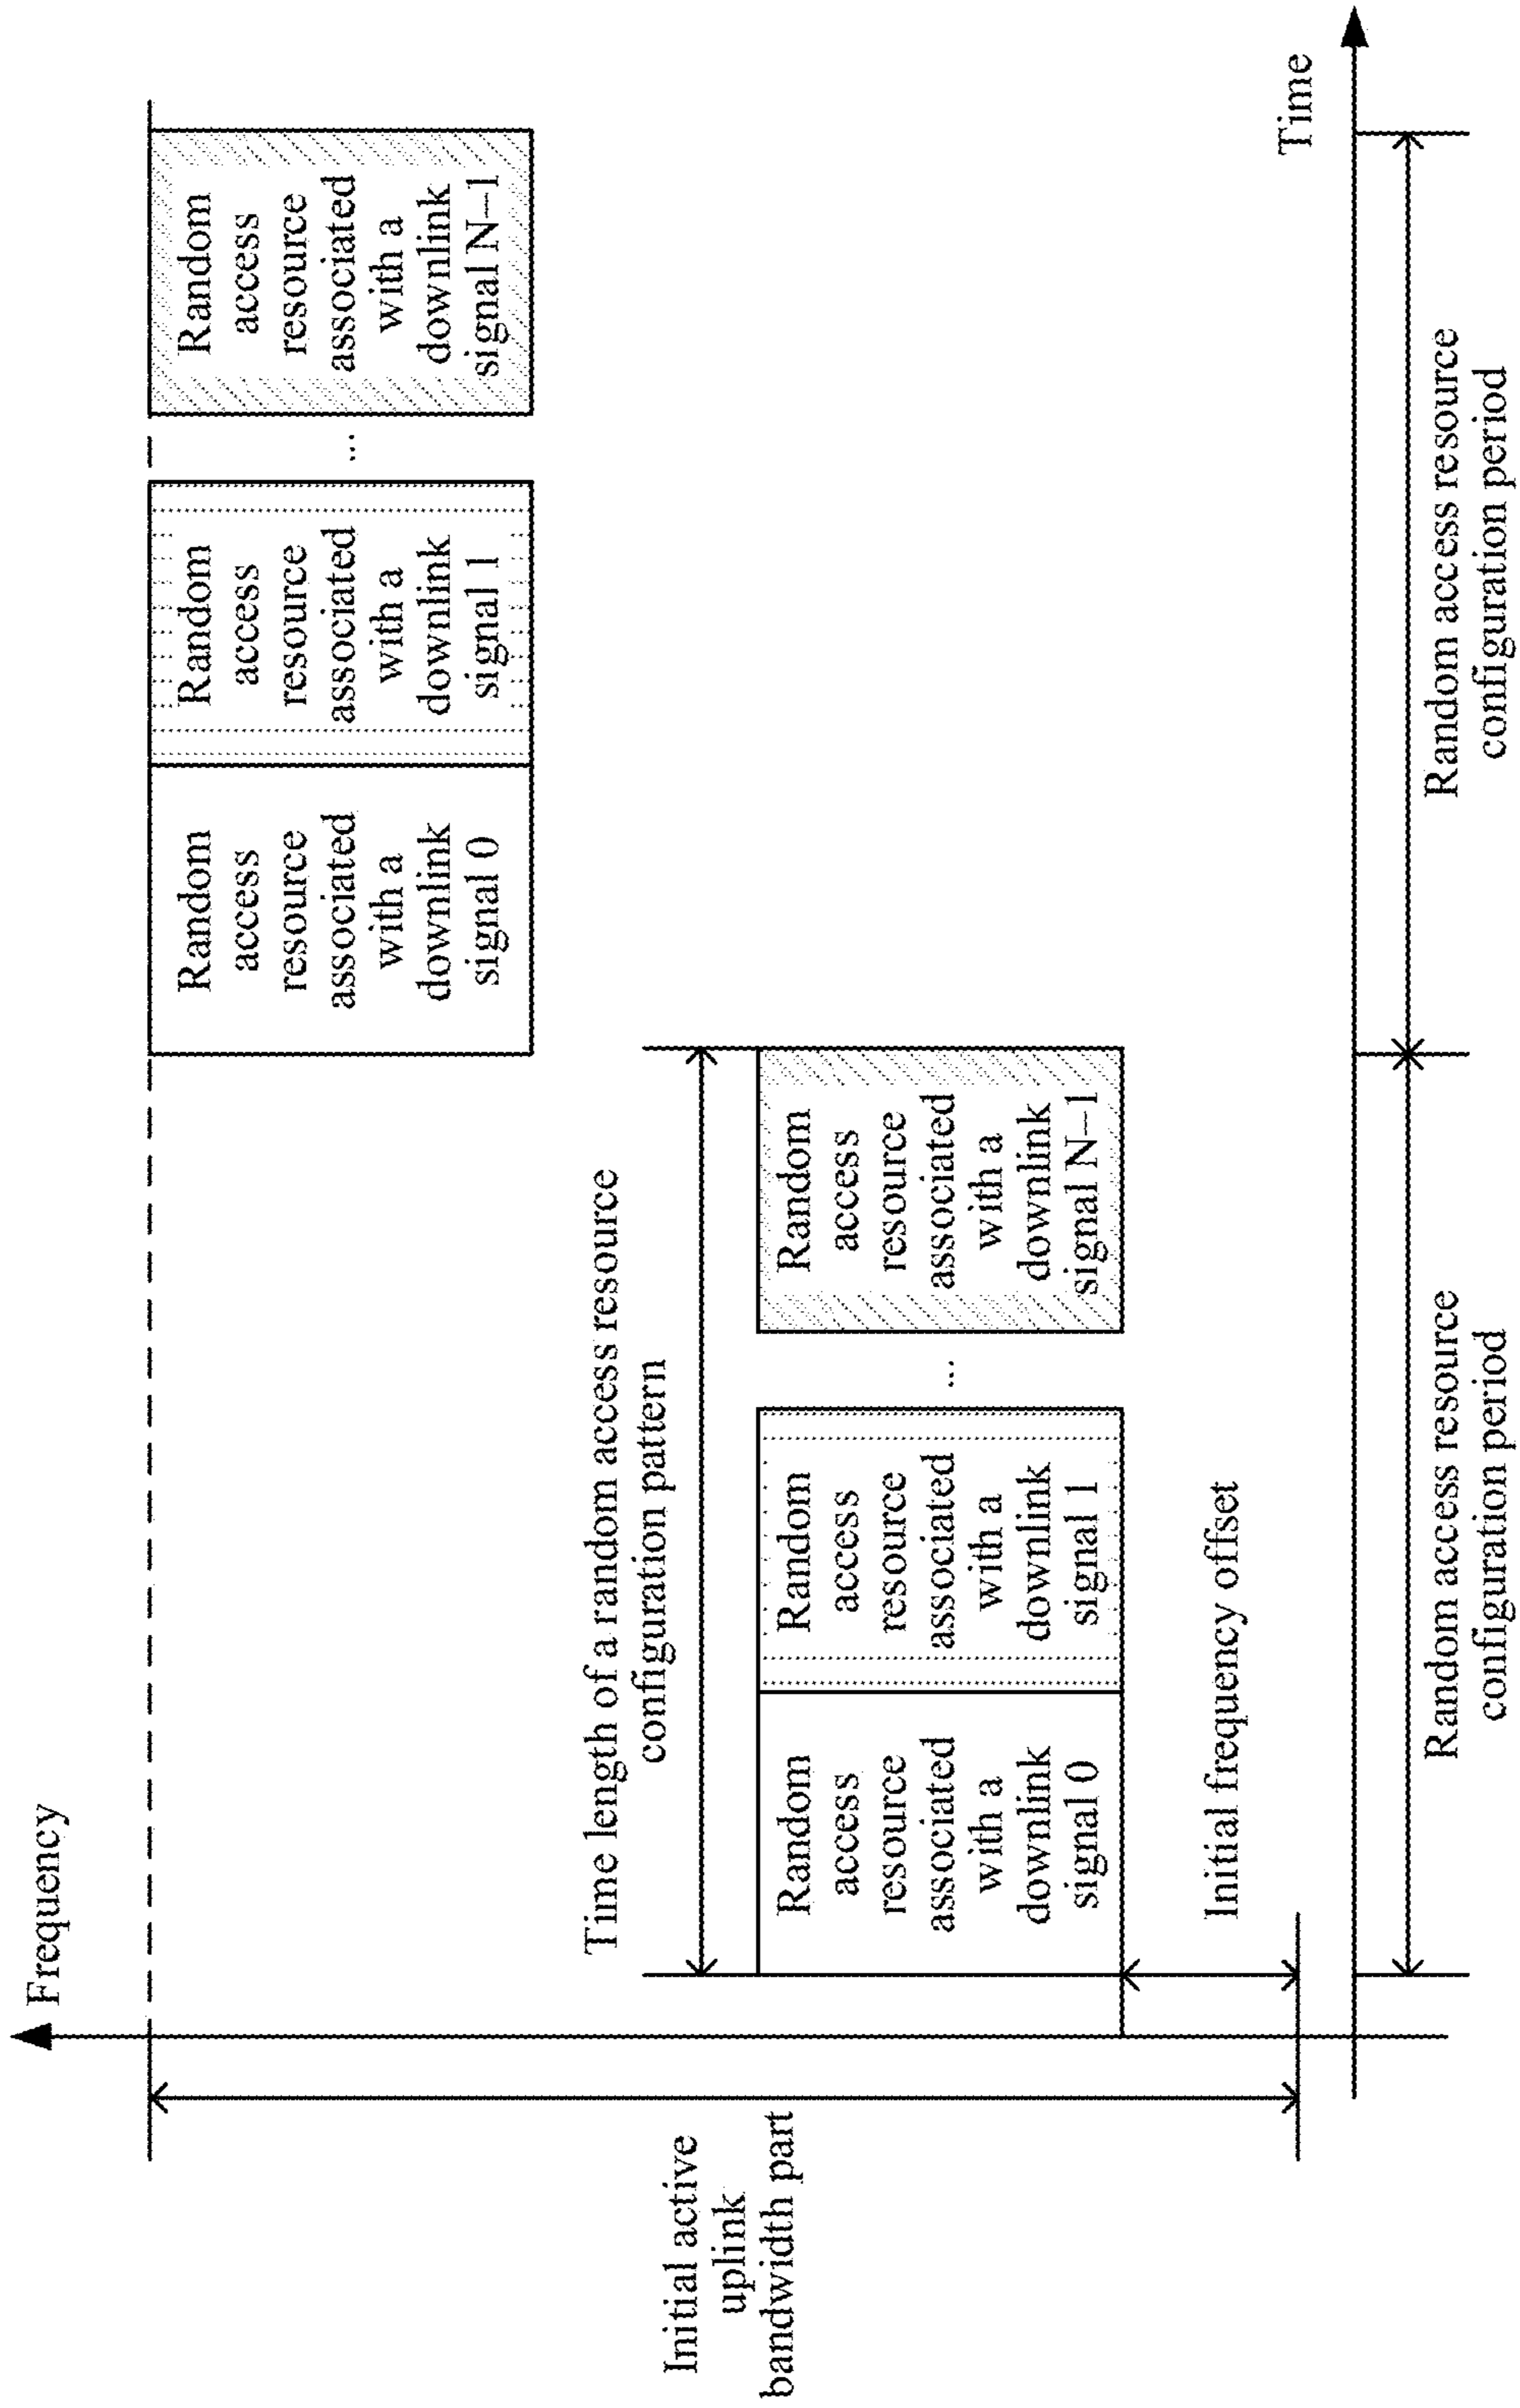 Frequency
Random
access
resource
associated
with a
downlink
signal 0
Random
access
resource
associated
with a
downlink
signal 1
...
Random
access
resource
associated
with a
downlink
signal N–1
Time length of a random access resource
configuration pattern
Initial active
uplink
bandwidth part
Random
access
resource
associated
with a
downlink
signal 0
Random
access
resource
associated
with a
downlink
signal 1
...
Random
access
resource
associated
with a
downlink
signal N–1
Initial frequency offset
Time
Random access resource
configuration period
Random access resource
configuration period